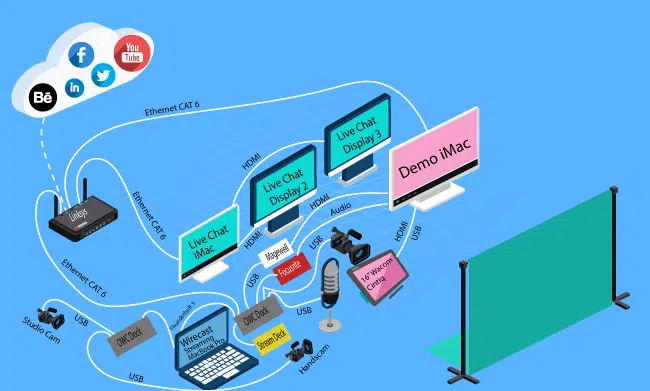 You
Tube
f
in
Bē
Ethernet CAT 6
Live Chat
Display 3
HDMI
Demo iMac
Live Chat
Display 2
Linksys
Ethernet CAT 6
HDMI
Audio
Live Chat
iMac
HDMI
Magewell
USB
HDMI
USB
Focusrite
Ethernet CAT 6
USB
16" Wacom
Cintiq
Thunderbolt 3
USB
Studio Cam
OWC Dock
OWC Dock
USB
Wirecast
Streaming
MacBook Pro
Stream Deck
Handscam
USB